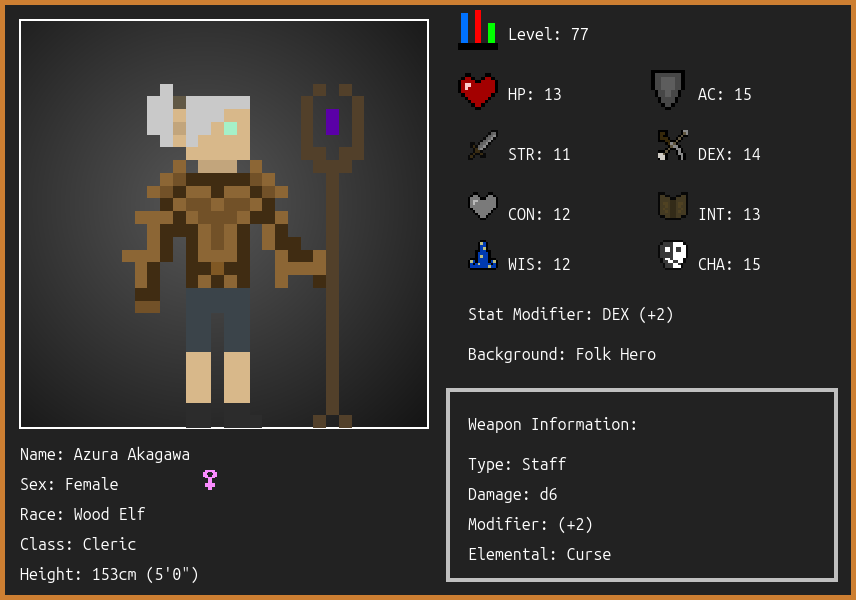 Level: 77
HP: 13
AC: 15
STR: 11
DEX: 14
CON: 12
INT: 13
WIS: 12
CHA: 15
Stat Modifier: DEX (+2)
Background: Folk Hero
Weapon Information:
Type: Staff
Damage: d6
Modifier: (+2)
Elemental: Curse
Name: Azura Akagawa
Sex: Female
Race: Wood Elf
Class: Cleric
Height: 153cm (5'0")